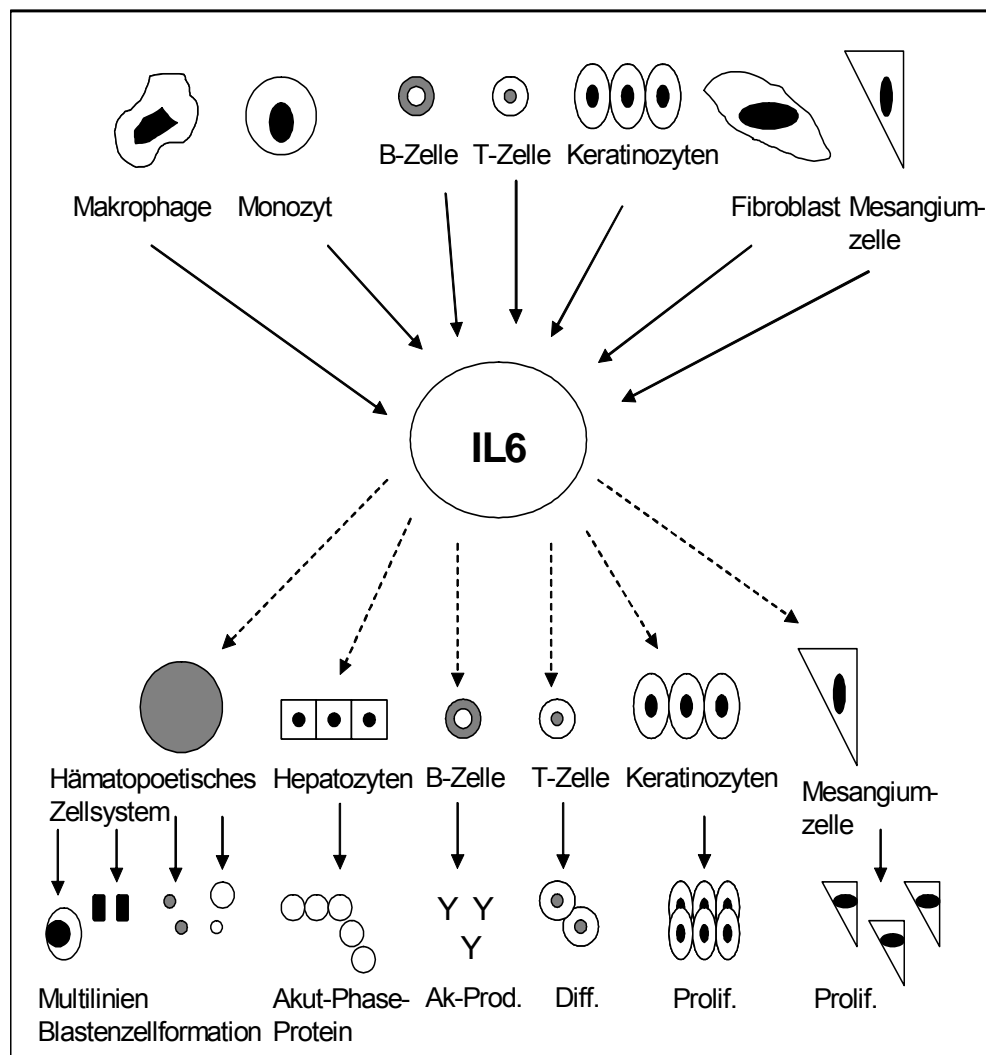 B-Zelle T-Zelle Keratinozyten
Makrophage Monozyt Fibroblast Mesangium-
zelle
IL6
Hämatopoetisches Hepatozyten B-Zelle T-Zelle Keratinozyten
Zellsystem
Mesangium-
zelle
Y Y
Y
Multilinien Akut-Phase- Ak-Prod. Diff. Prolif. Prolif.
Blastenzellformation Protein